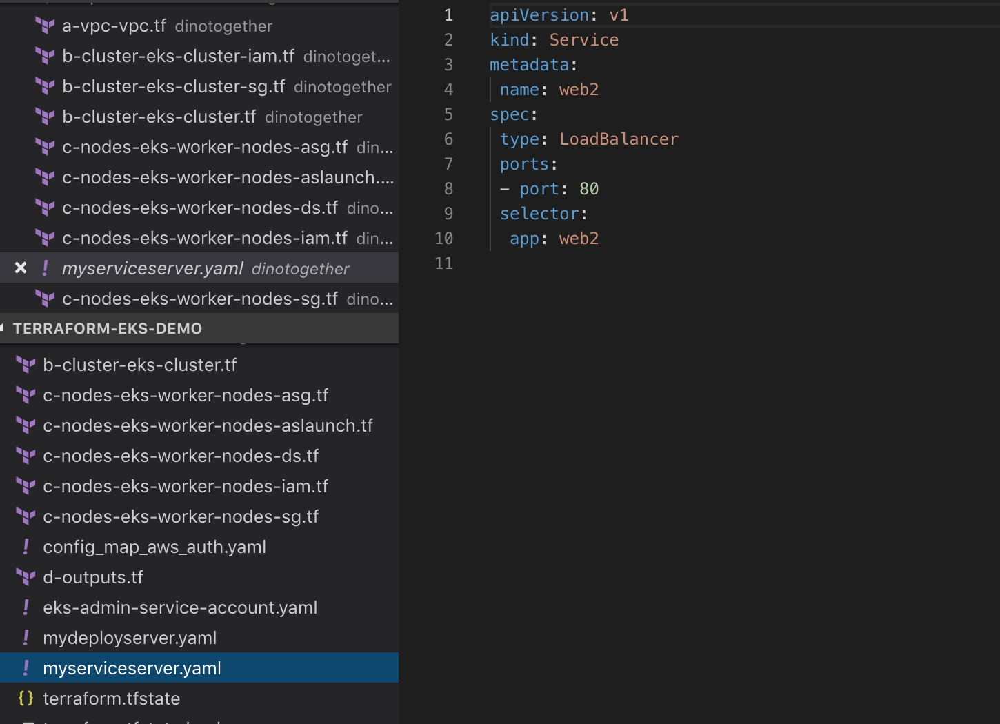 a-vpc-vpc.tf dinotogether
b-cluster-eks-cluster-iam.tf dinotoget...
b-cluster-eks-cluster-sg.tf dinotogether
b-cluster-eks-cluster.tf dinotogether
c-nodes-eks-worker-nodes-asg.tf din...
c-nodes-eks-worker-nodes-aslaunch....
c-nodes-eks-worker-nodes-ds.tf dino...
c-nodes-eks-worker-nodes-iam.tf din...
! myserviceserver.yaml dinotogether
c-nodes-eks-worker-nodes-sg.tf dino...
TERRAFORM-EKS-DEMO
b-cluster-eks-cluster.tf
c-nodes-eks-worker-nodes-asg.tf
c-nodes-eks-worker-nodes-aslaunch.tf
c-nodes-eks-worker-nodes-ds.tf
c-nodes-eks-worker-nodes-iam.tf
c-nodes-eks-worker-nodes-sg.tf
! config_map_aws_auth.yaml
d-outputs.tf
! eks-admin-service-account.yaml
! mydeployserver.yaml
! myserviceserver.yaml
{} terraform.tfstate
1 apiVersion: v1
2 kind: Service
3 metadata:
4  name: web2
5 spec:
6  type: LoadBalancer
7  ports:
8  - port: 80
9  selector:
10   app: web2
11